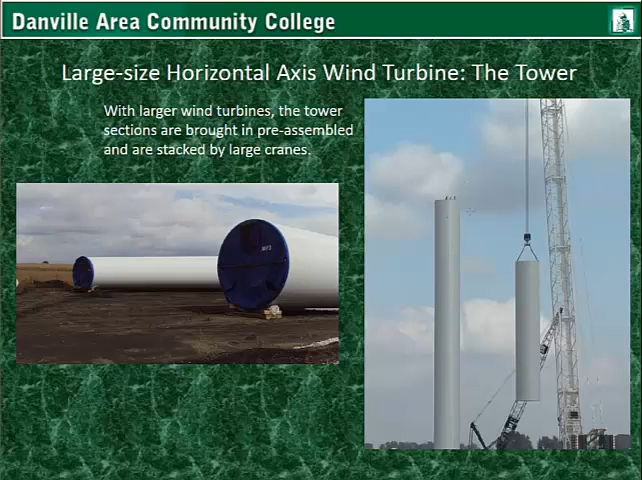 Danville Area Community College
Large-size Horizontal Axis Wind Turbine: The Tower
With larger wind turbines, the tower
sections are brought in pre-assembled
and are stacked by large cranes.